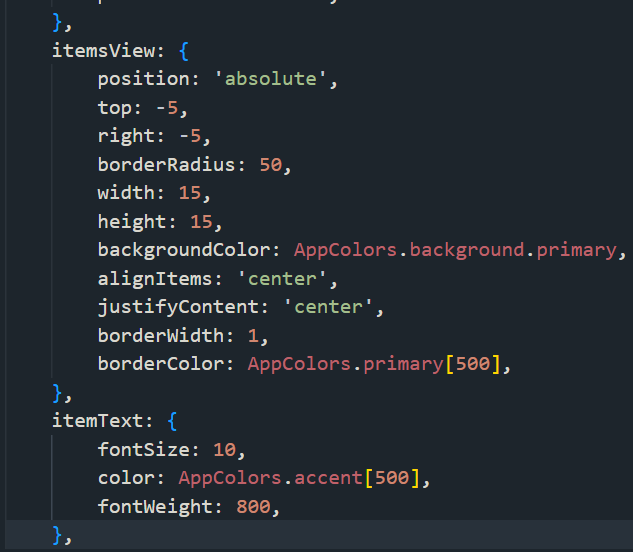 },
itemsView: {
position: 'absolute',
top: -5,
right: -5,
borderRadius: 50,
width: 15,
height: 15,
backgroundColor: AppColors.background.primary,
alignItems: 'center',
justifyContent: 'center',
borderWidth: 1,
borderColor: AppColors.primary[500],
},
itemText: {
fontSize: 10,
color: AppColors.accent[500],
fontWeight: 800,
},